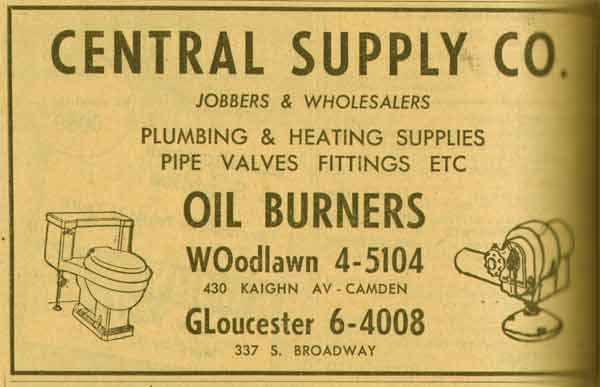 CENTRAL SUPPLY CO.
JOBBERS & WHOLESALERS
PLUMBING & HEATING SUPPLIES
PIPE VALVES FITTINGS ETC
OIL BURNERS
WOodlawn 4-5104
430 KAIGHN AV - CAMDEN
GLoucester 6-4008
337 S. BROADWAY